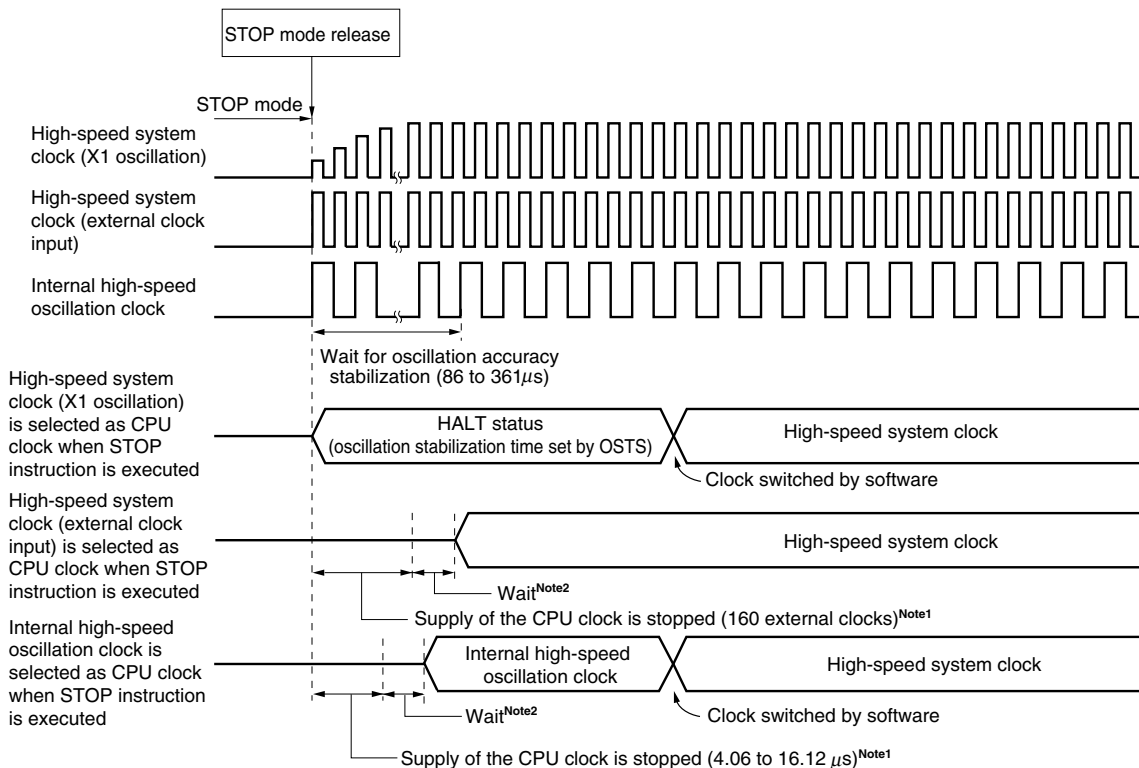 STOP mode release
STOP mode
High-speed system
clock (X1 oscillation)
High-speed system
clock (external clock
input)
Internal high-speed
oscillation clock
Wait for oscillation accuracy
stabilization (86 to 361μs)
High-speed system
clock (X1 oscillation)
is selected as CPU
clock when STOP
instruction is executed
HALT status
(oscillation stabilization time set by OSTS)
High-speed system clock
Clock switched by software
High-speed system
clock (external clock
input) is selected as
CPU clock when STOP
instruction is executed
High-speed system clock
Wait Note2
Supply of the CPU clock is stopped (160 external clocks) Note1
Internal high-speed
oscillation clock is
selected as CPU clock
when STOP instruction
is executed
Internal high-speed
oscillation clock
High-speed system clock
Wait Note2
Clock switched by software
Supply of the CPU clock is stopped (4.06 to 16.12 μs) Note1